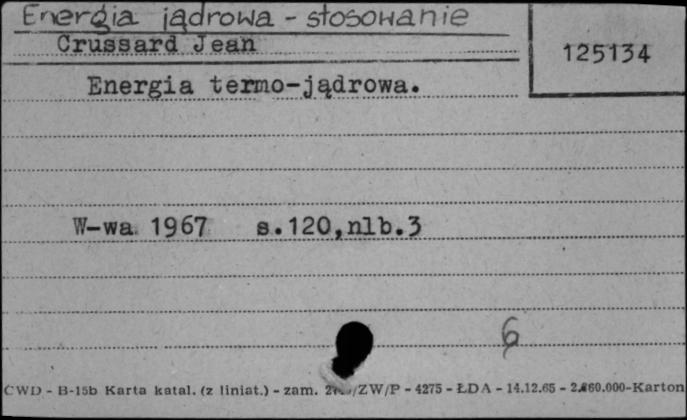 Energia jądrowa - stosowanie
Crussard Jean
125134
Energia termo-jądrowa.
W-wa 1967 s.120,nlb.3
6
CWD - B-15b Karta katal. (z liniat.) - zam. /ZW/P - 4275 - ŁDA - 14.12.65 - 2.860.000-Karton